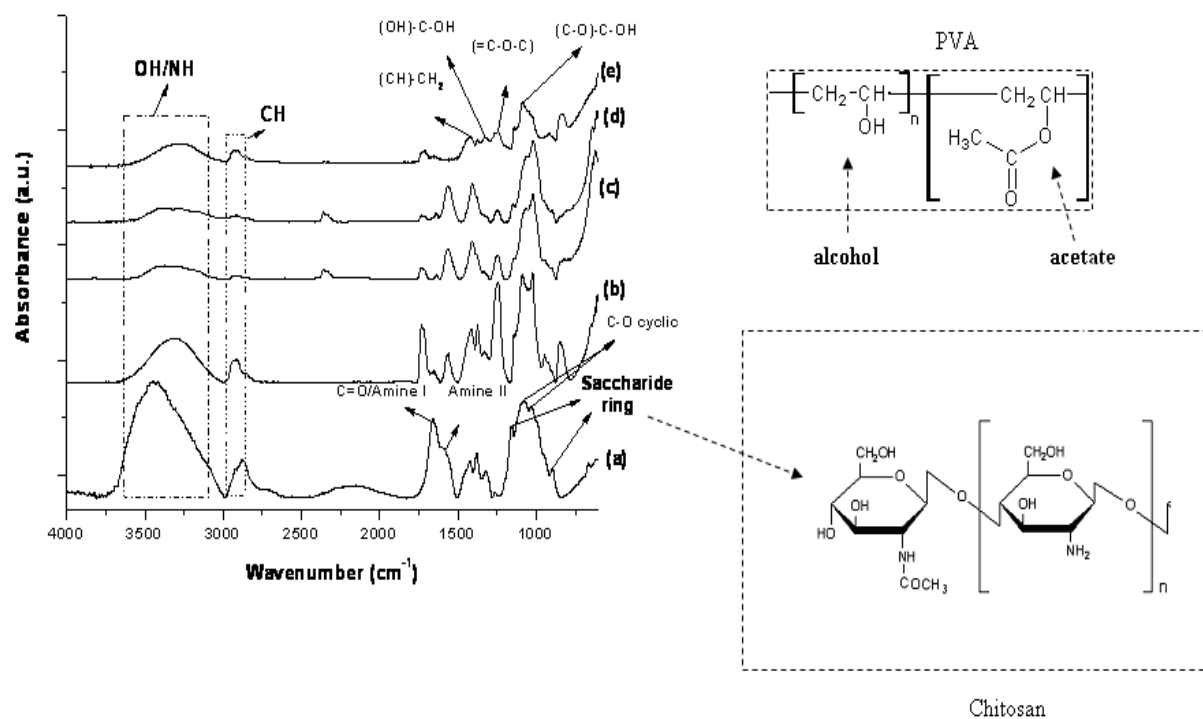 (OH)-C-OH
(=C-O-C)
(C-O)-C-OH
(CH)-CH2
OH/NH
CH
(e)
(d)
(c)
(b)
(a)
C-O cyclic
C=O/Amine I
Amine II
Saccharide
ring
Absorbance (a.u.)
4000 3500 3000 2500 2000 1500 1000
Wavenumber (cm-1)
PVA
CH2 CH
OH
n
CH2 CH
O
H3C C
O
alcohol
acetate
CH2OH
O
OH
HO
NH
COCH3
O
CH2OH
O
OH
NH2
O
n
Chitosan